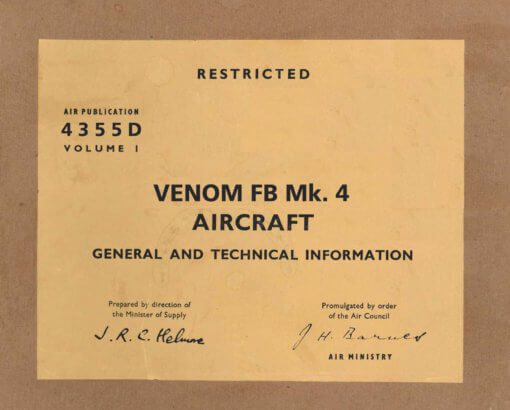 RESTRICTED
AIR PUBLICATION
4355D
VOLUME I
VENOM FB Mk. 4
AIRCRAFT
GENERAL AND TECHNICAL INFORMATION
Prepared by direction of
the Minister of Supply
J. R. C. Helmore
Promulgated by order
of the Air Council
J. H. Barnes
AIR MINISTRY